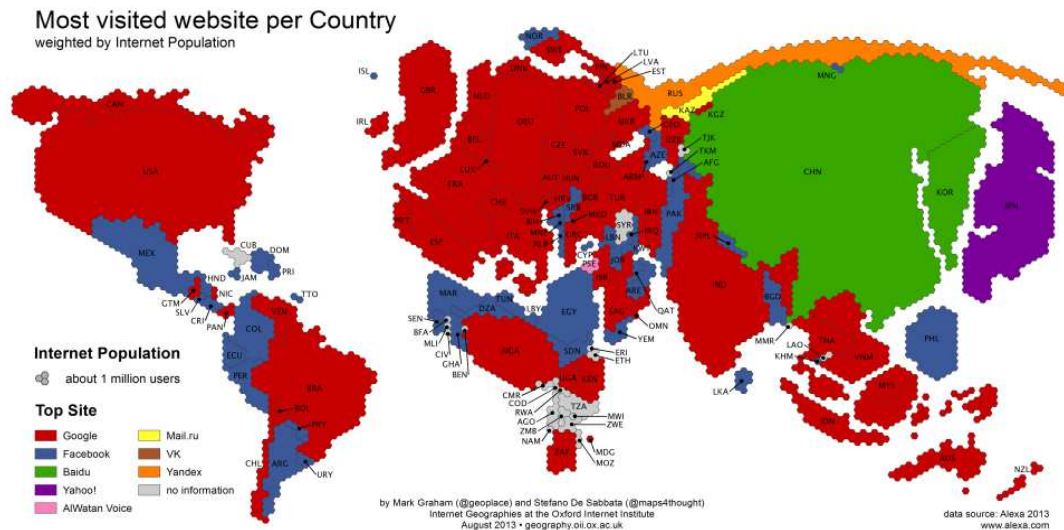 Most visited website per Country
weighted by Internet Population
NOR
SWE
LTU
LVA
EST
ISL
DNK
MNG
RUS
CAN
GBR
NLD
POL
BLR
KAZ
KGZ
IRL
DEU
UKR
GEO
UZB
TJK
TKM
AFG
BEL
CZE
MDA
AZE
USA
LUX
SVK
ROU
ARM
CHN
KOR
FRA
AUT
HUN
JPN
CHE
SVN
HRV
SRB
BGR
TUR
PAK
PRT
ESP
ITA
BIH
MNE
ALB
MKD
GRC
SYR
IRN
IRQ
LBN
KWT
NPL
MEX
CUB
DOM
CYP
PSE
JOR
ISR
IND
HND
JAM
PRI
MAR
TUN
DZA
LBY
EGY
ARE
SAU
BGD
GTM
NIC
SLV
CRI
PAN
TTO
VEN
QAT
OMN
YEM
SEN
BFA
MLI
CIV
GHA
BEN
NGA
SDN
ERI
ETH
MMR
LAO
KHM
THA
VNM
PHL
COL
ECU
PER
BRA
BOL
PRY
CHL
ARG
URY
CMR
COD
RWA
AGO
ZMB
NAM
UGA
KEN
TZA
MWI
ZWE
MDG
MOZ
ZAF
LKA
MYS
IDN
AUS
NZL
Internet Population
about 1 million users
Top Site
Google
Facebook
Baidu
Yahoo!
AlWatan Voice
Mail.ru
VK
Yandex
no information
by Mark Graham (@geoplace) and Stefano De Sabbata (@maps4thought)
Internet Geographies at the Oxford Internet Institute
August 2013 • geography.oii.ox.ac.uk
data source: Alexa 2013
www.alexa.com